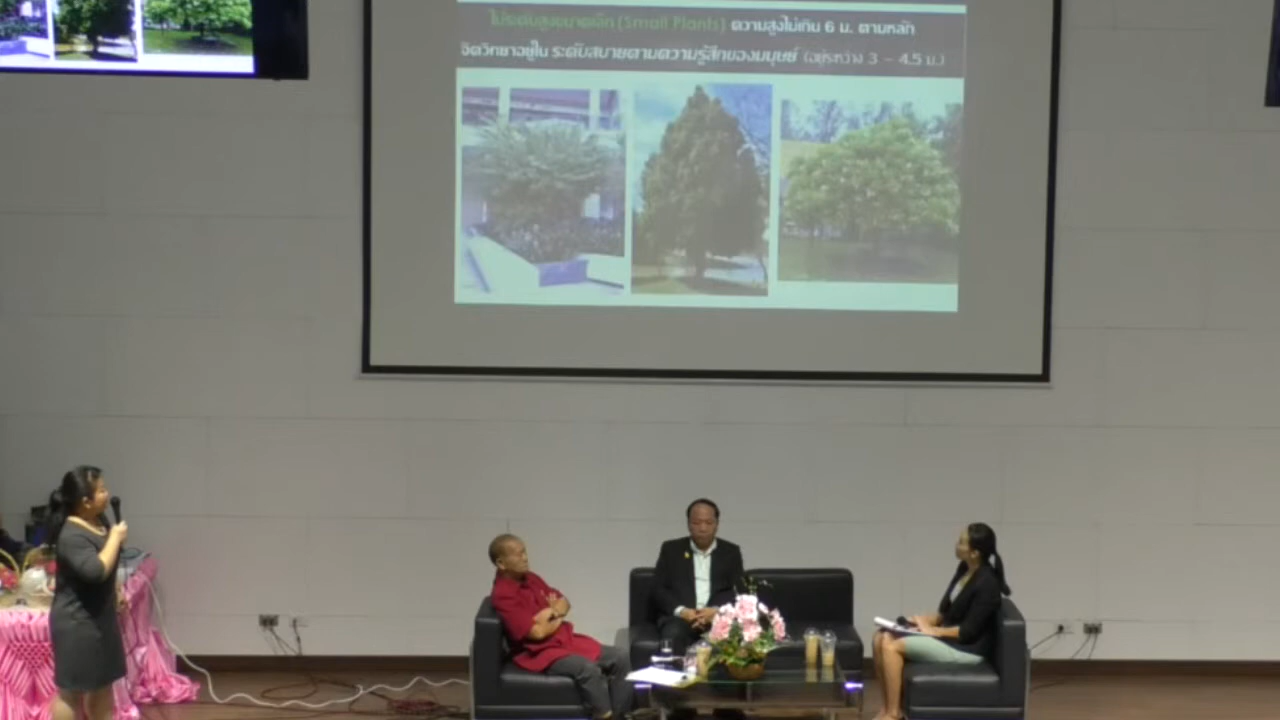 ไม้ระดับสูงขนาดเล็ก (Small Plants) ความสูงไม่เกิน 6 ม. ตามหลัก
จิตวิทยาอยู่ใน ระดับสบายตามความรู้สึกของมนุษย์ (อยู่ระหว่าง 3 – 4.5 ม.)